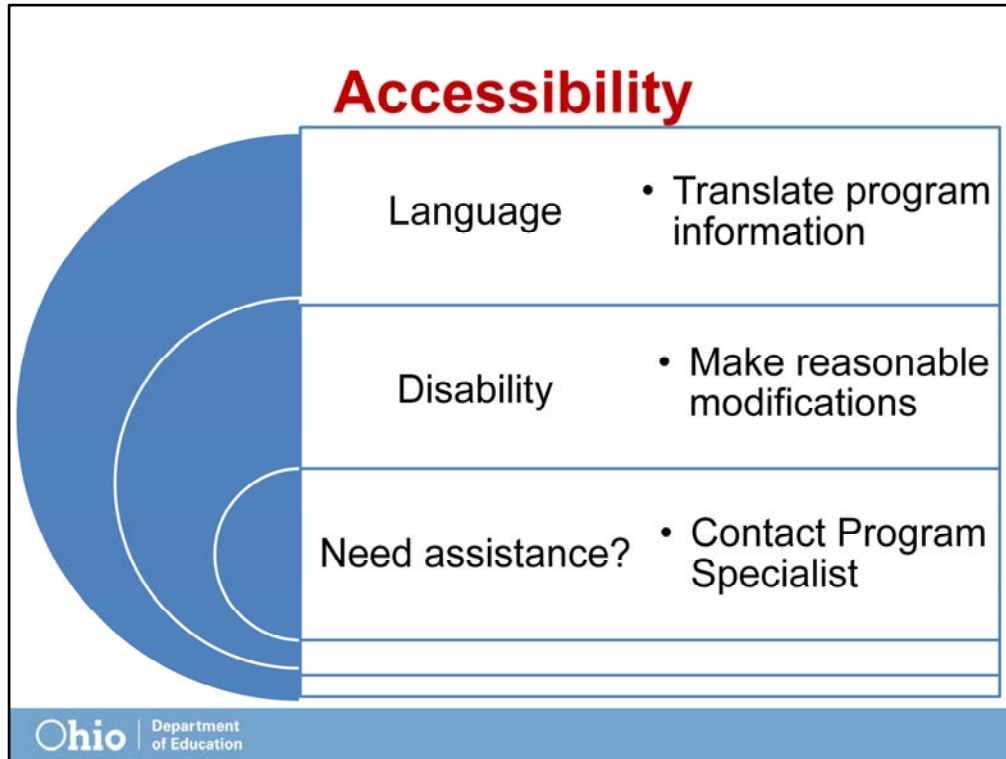 Accessibility
Language
• Translate program
information
Disability
• Make reasonable
modifications
Need assistance?
• Contact Program
Specialist
Ohio
Department
of Education